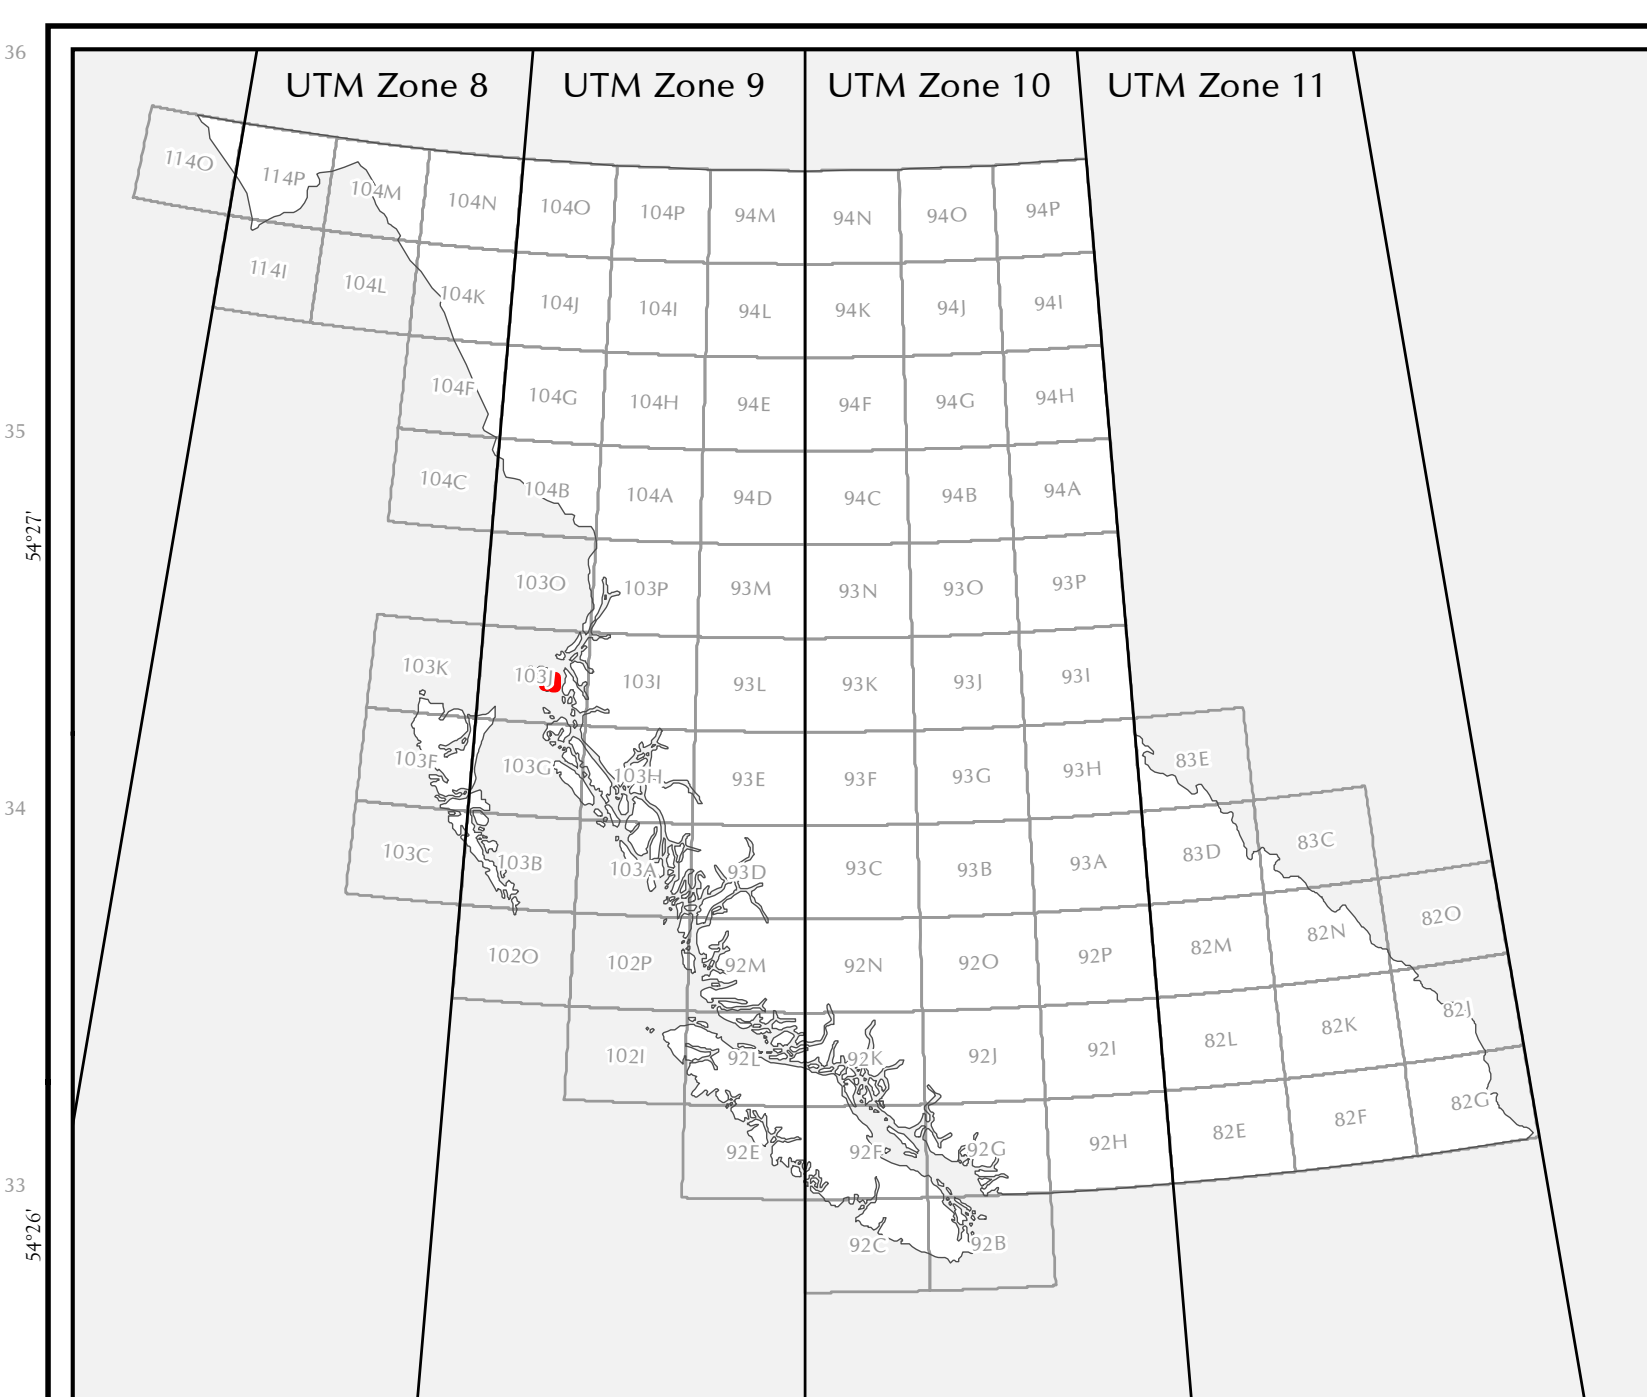 36
UTM Zone 8 UTM Zone 9 UTM Zone 10 UTM Zone 11
114O 114P 104M 104N 104O 104P 94M 94N 94O 94P
114I 104L 104K 104J 104I 94L 94K 94J 94I
104F 104G 104H 94E 94F 94G 94H
35
104C 104B 104A 94D 94C 94B 94A
54°27'
103O 103P 93M 93N 93O 93P
103K 103J 103I 93L 93K 93J 93I
103F 103G 103H 93E 93F 93G 93H 83E
34
103C 103B 103A 93D 93C 93B 93A 83D 83C
102O 102P 92M 92N 92O 92P 82M 82N 82O
102I 92L 92K 92J 92I 82L 82K 82J
92E 92F 92G 92H 82E 82F 82G
33
54°26'
92C 92B